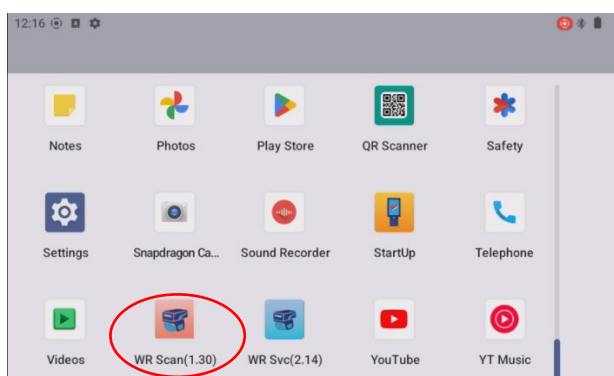 12:16
Notes Photos Play Store QR Scanner Safety
Settings Snapdragon Ca... Sound Recorder StartUp Telephone
Videos WR Scan(1.30) WR Svc(2.14) YouTube YT Music